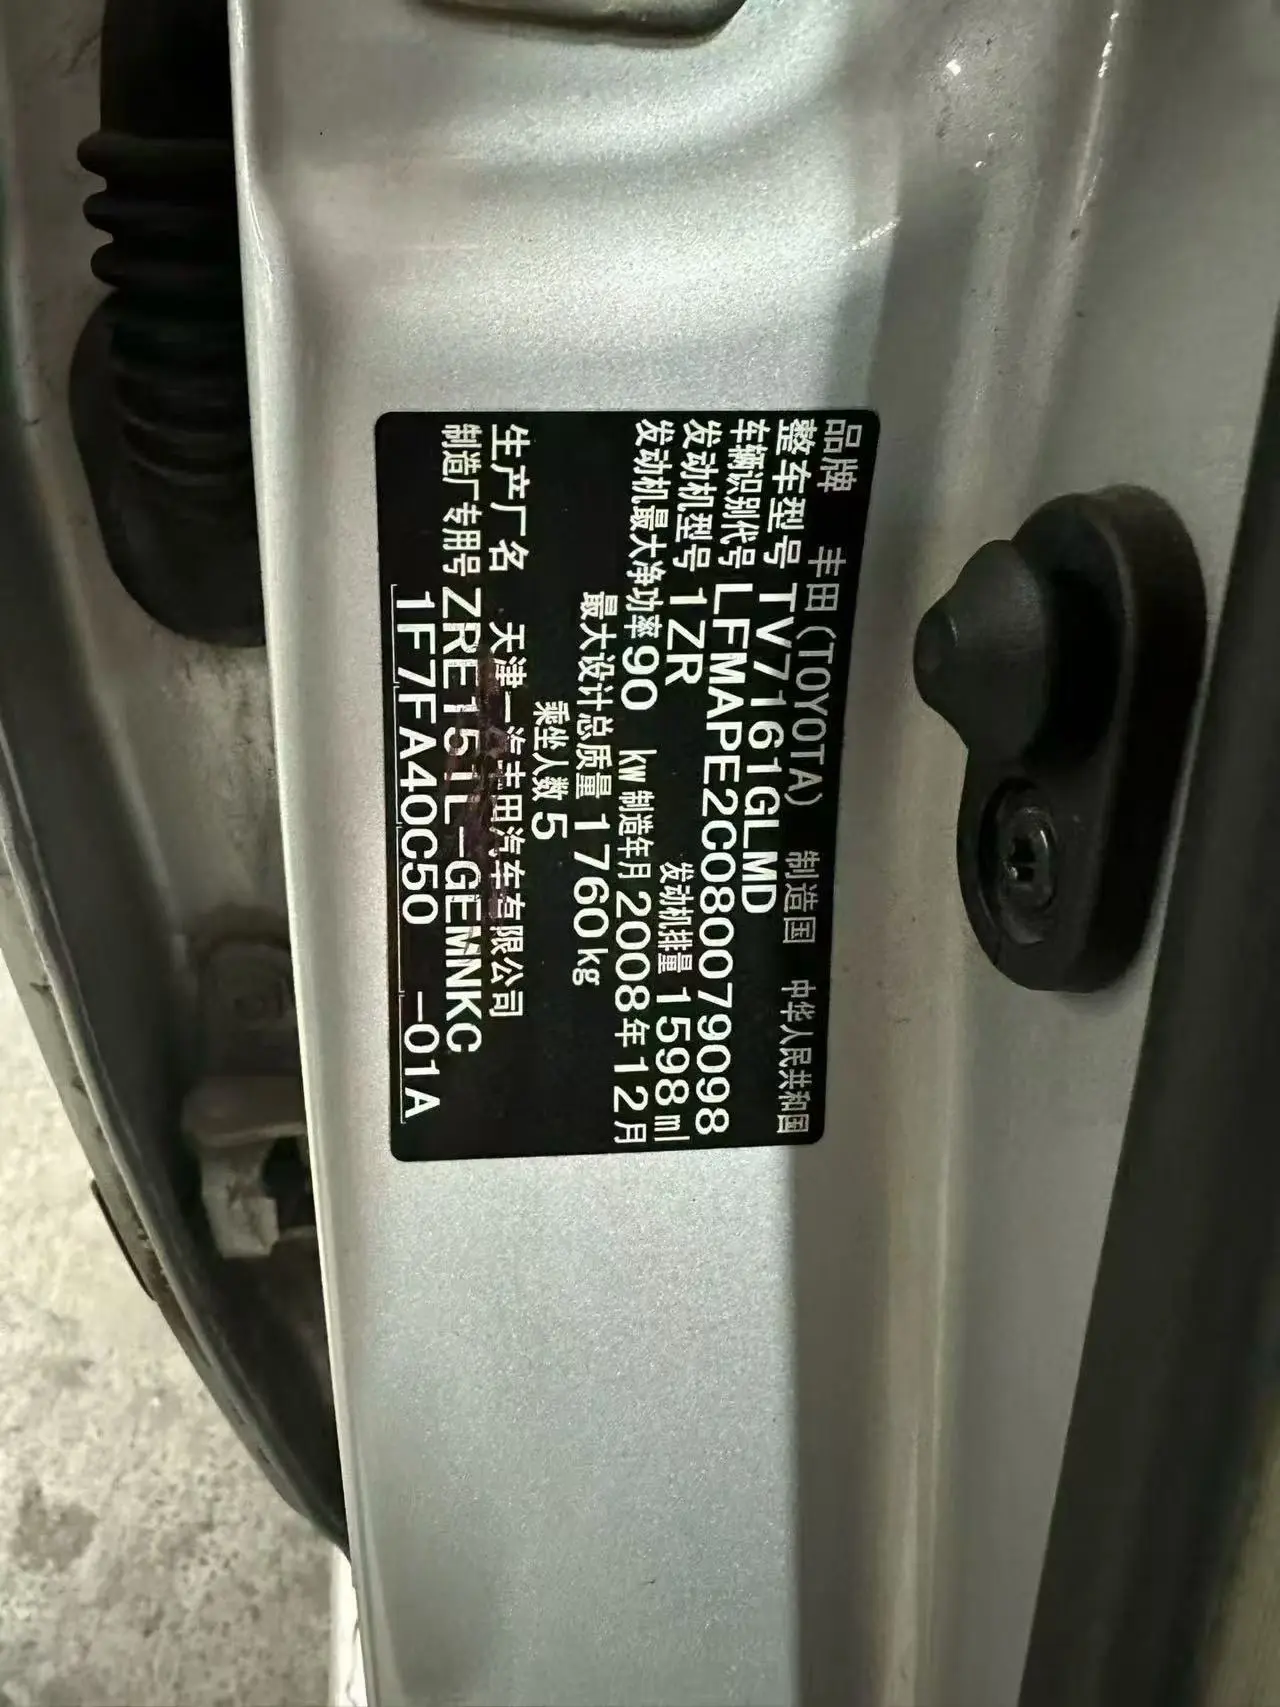 品牌 丰田(TOYOTA) 制造国 中华人民共和国
整车型号 TV7161GLMD
车辆识别代号 LFMAPE2C080079098
发动机型号 1ZR 发动机排量 1598ml
发动机最大净功率 90 kw 制造年月 2008年12月
最大设计总质量 1760kg
乘坐人数 5
生产厂名 天津一汽丰田汽车有限公司
制造厂专用号 ZRE151L-GEMNKC
1F7FA40C50 -01A